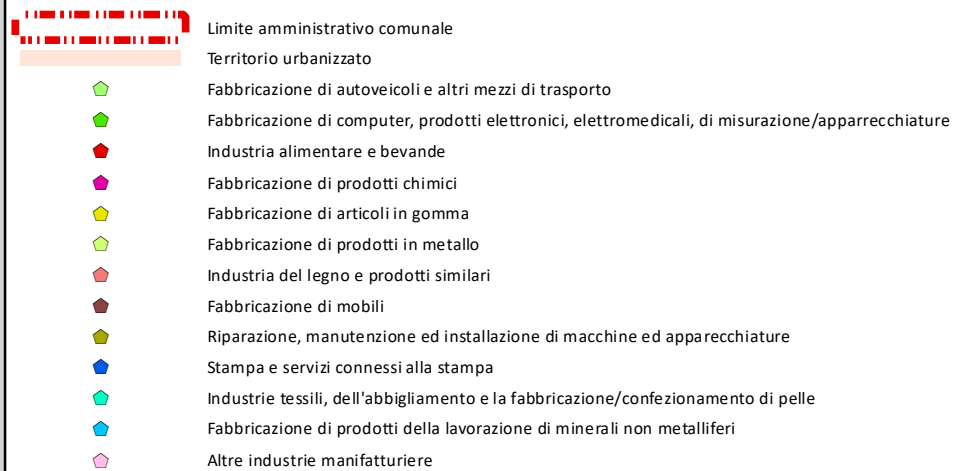 Limite amministrativo comunale
Territorio urbanizzato
Fabbricazione di autoveicoli e altri mezzi di trasporto
Fabbricazione di computer, prodotti elettronici, elettromedicali, di misurazione/apparrecchiature
Industria alimentare e bevande
Fabbricazione di prodotti chimici
Fabbricazione di articoli in gomma
Fabbricazione di prodotti in metallo
Industria del legno e prodotti similari
Fabbricazione di mobili
Riparazione, manutenzione ed installazione di macchine ed apparecchiature
Stampa e servizi connessi alla stampa
Industrie tessili, dell'abbigliamento e la fabbricazione/confezionamento di pelle
Fabbricazione di prodotti della lavorazione di minerali non metalliferi
Altre industrie manifatturiere